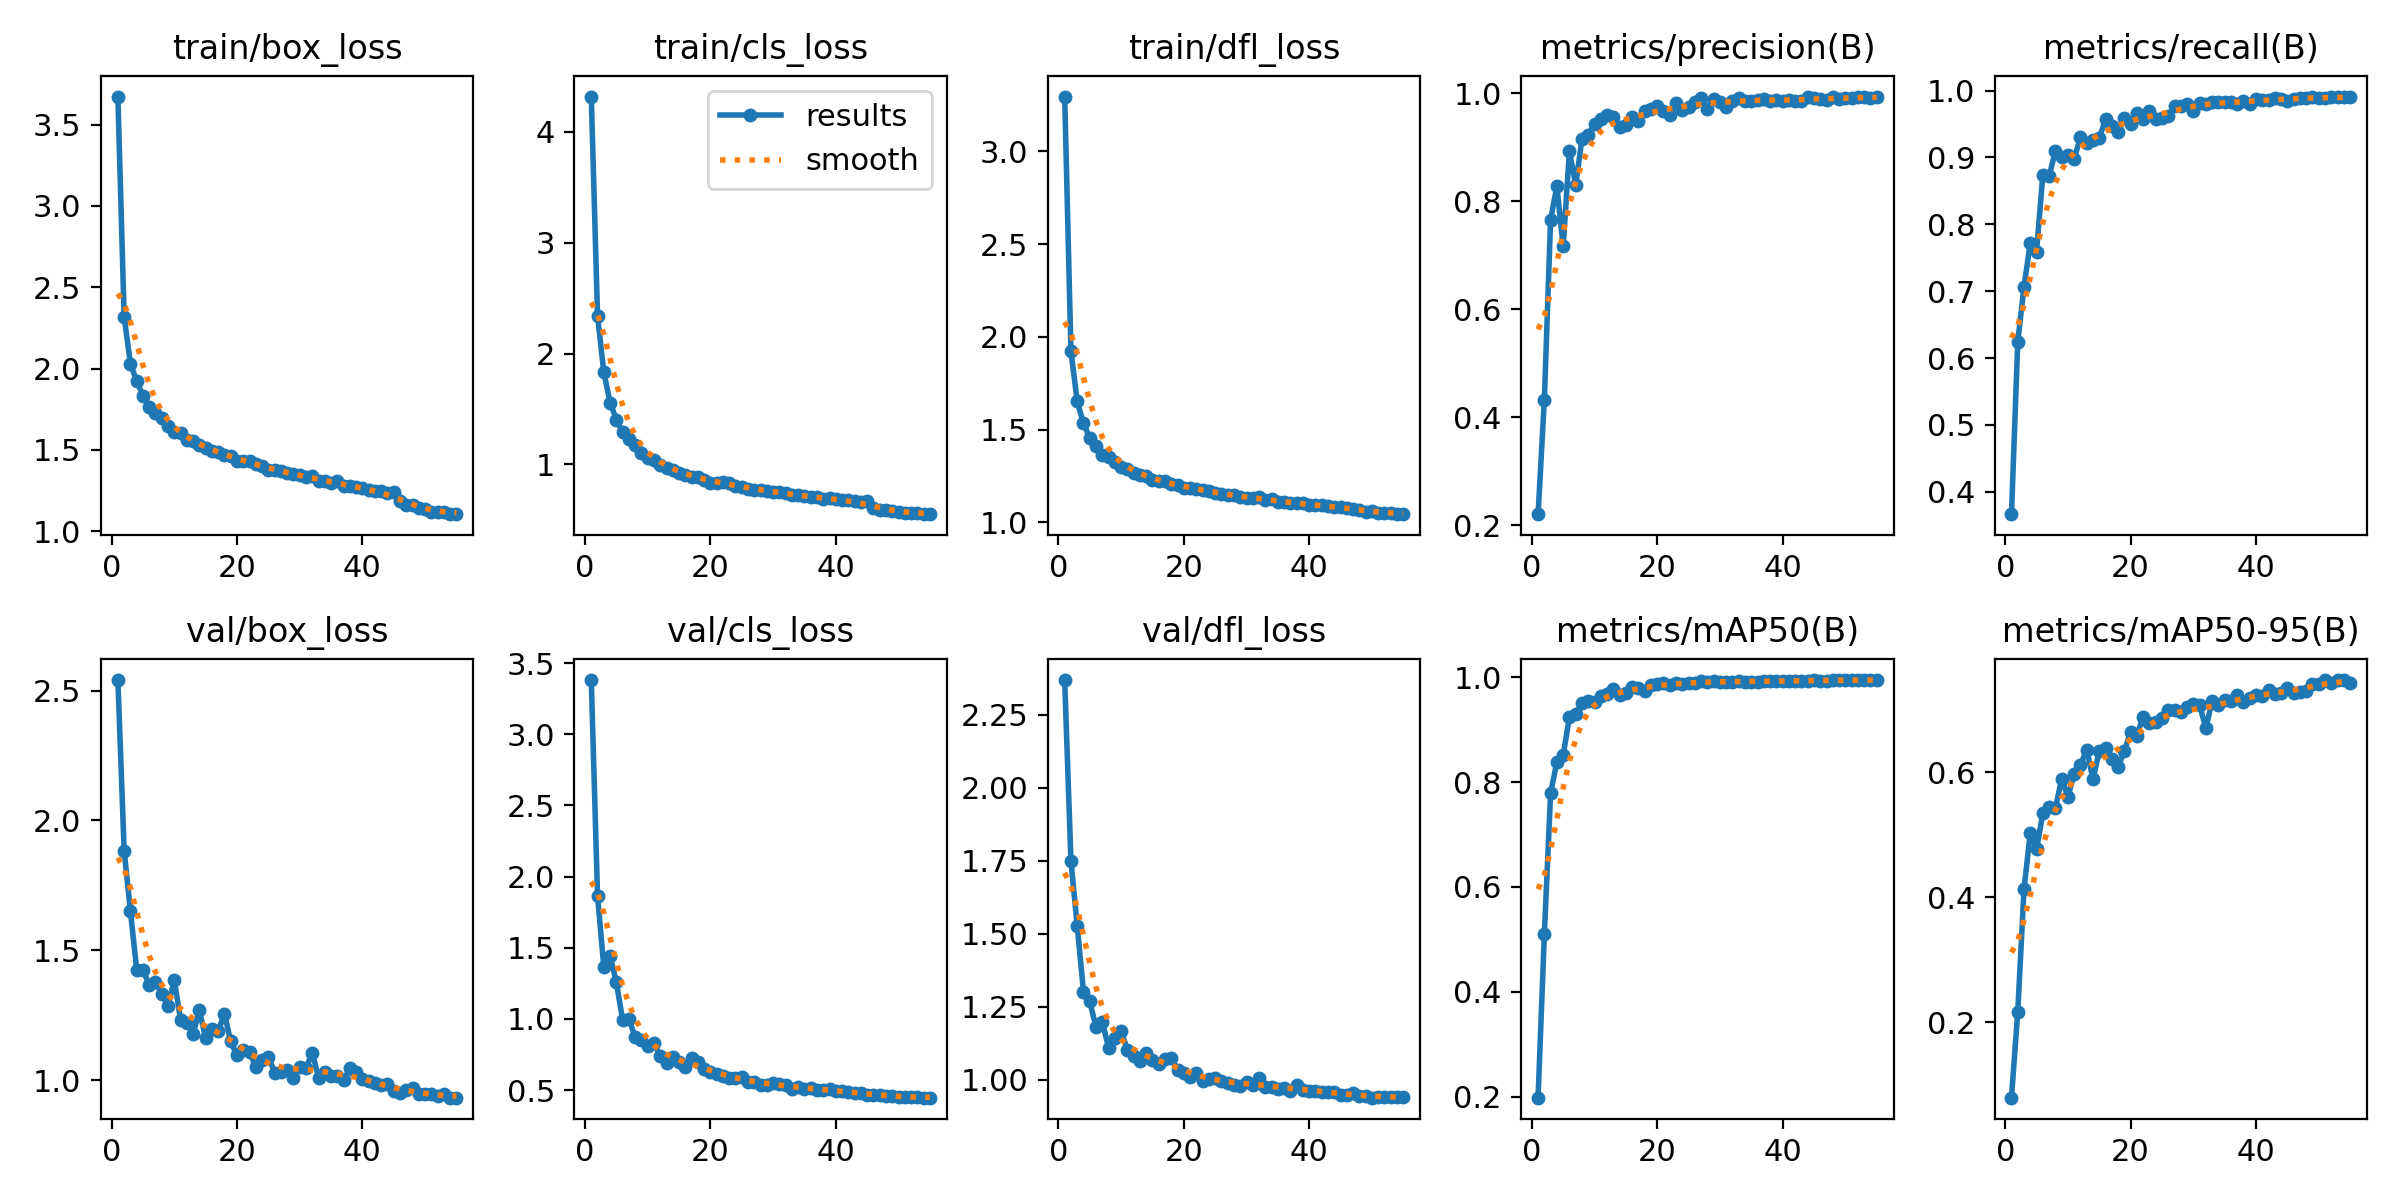 train/box_loss
3.5
3.0
2.5
2.0
1.5
1.0
0 20 40
train/cls_loss
results
smooth
4
3
2
1
0 20 40
train/dfl_loss
3.0
2.5
2.0
1.5
1.0
0 20 40
metrics/precision(B)
1.0
0.8
0.6
0.4
0.2
0 20 40
metrics/recall(B)
1.0
0.9
0.8
0.7
0.6
0.5
0.4
0 20 40
val/box_loss
2.5
2.0
1.5
1.0
0 20 40
val/cls_loss
3.5
3.0
2.5
2.0
1.5
1.0
0.5
0 20 40
val/dfl_loss
2.25
2.00
1.75
1.50
1.25
1.00
0 20 40
metrics/mAP50(B)
1.0
0.8
0.6
0.4
0.2
0 20 40
metrics/mAP50-95(B)
0.6
0.4
0.2
0 20 40